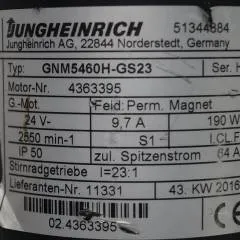 JUNGHEINRICH 51344884
Jungheinrich AG, 22844 Norderstedt, Germany
Typ: GNM5460H-GS23 Ser. H
Motor-Nr. 4363395
G.-Mot. Feld: Perm. Magnet
24 V- 9,7 A 190 W
2650 min-1 S1 I.CL.F
IP 50 zul. Spitzenstrom 64 A
Stirnradgetriebe I=23:1
Lieferanten-Nr. 11331 43. KW 2016
02.4363395